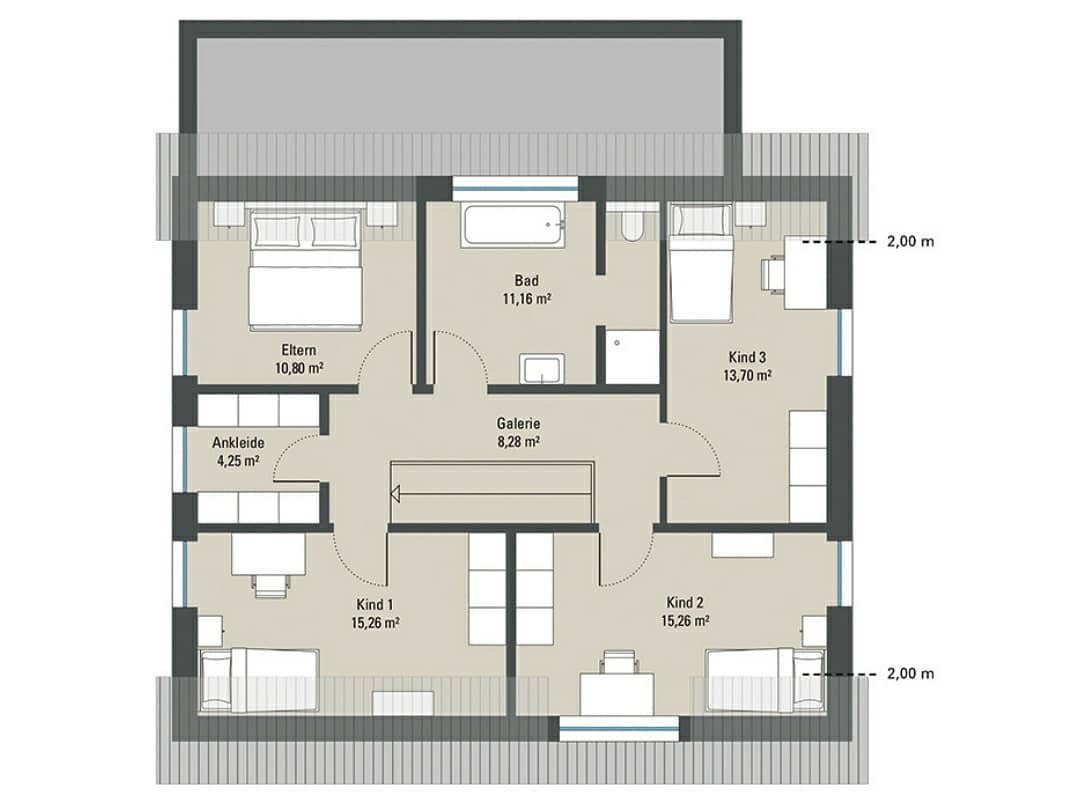 2,00 m
Bad
11,16 m²
Eltern
10,80 m²
Kind 3
13,70 m²
Galerie
8,28 m²
Ankleide
4,25 m²
Kind 1
15,26 m²
Kind 2
15,26 m²
2,00 m